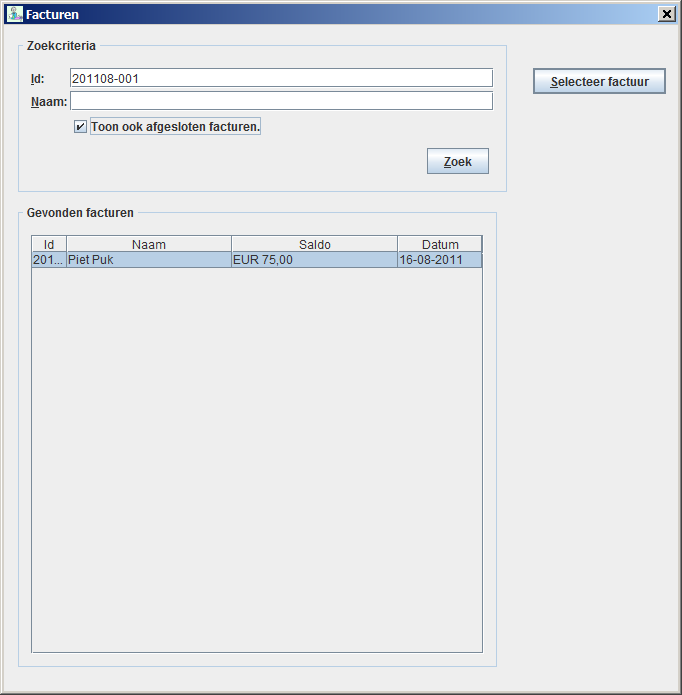 Facturen
Zoekcriteria
Id: 201108-001
Selecteer factuur
Naam:
Toon ook afgesloten facturen.
Zoek
Gevonden facturen
Id Naam Saldo Datum
201... Piet Puk EUR 75,00 16-08-2011